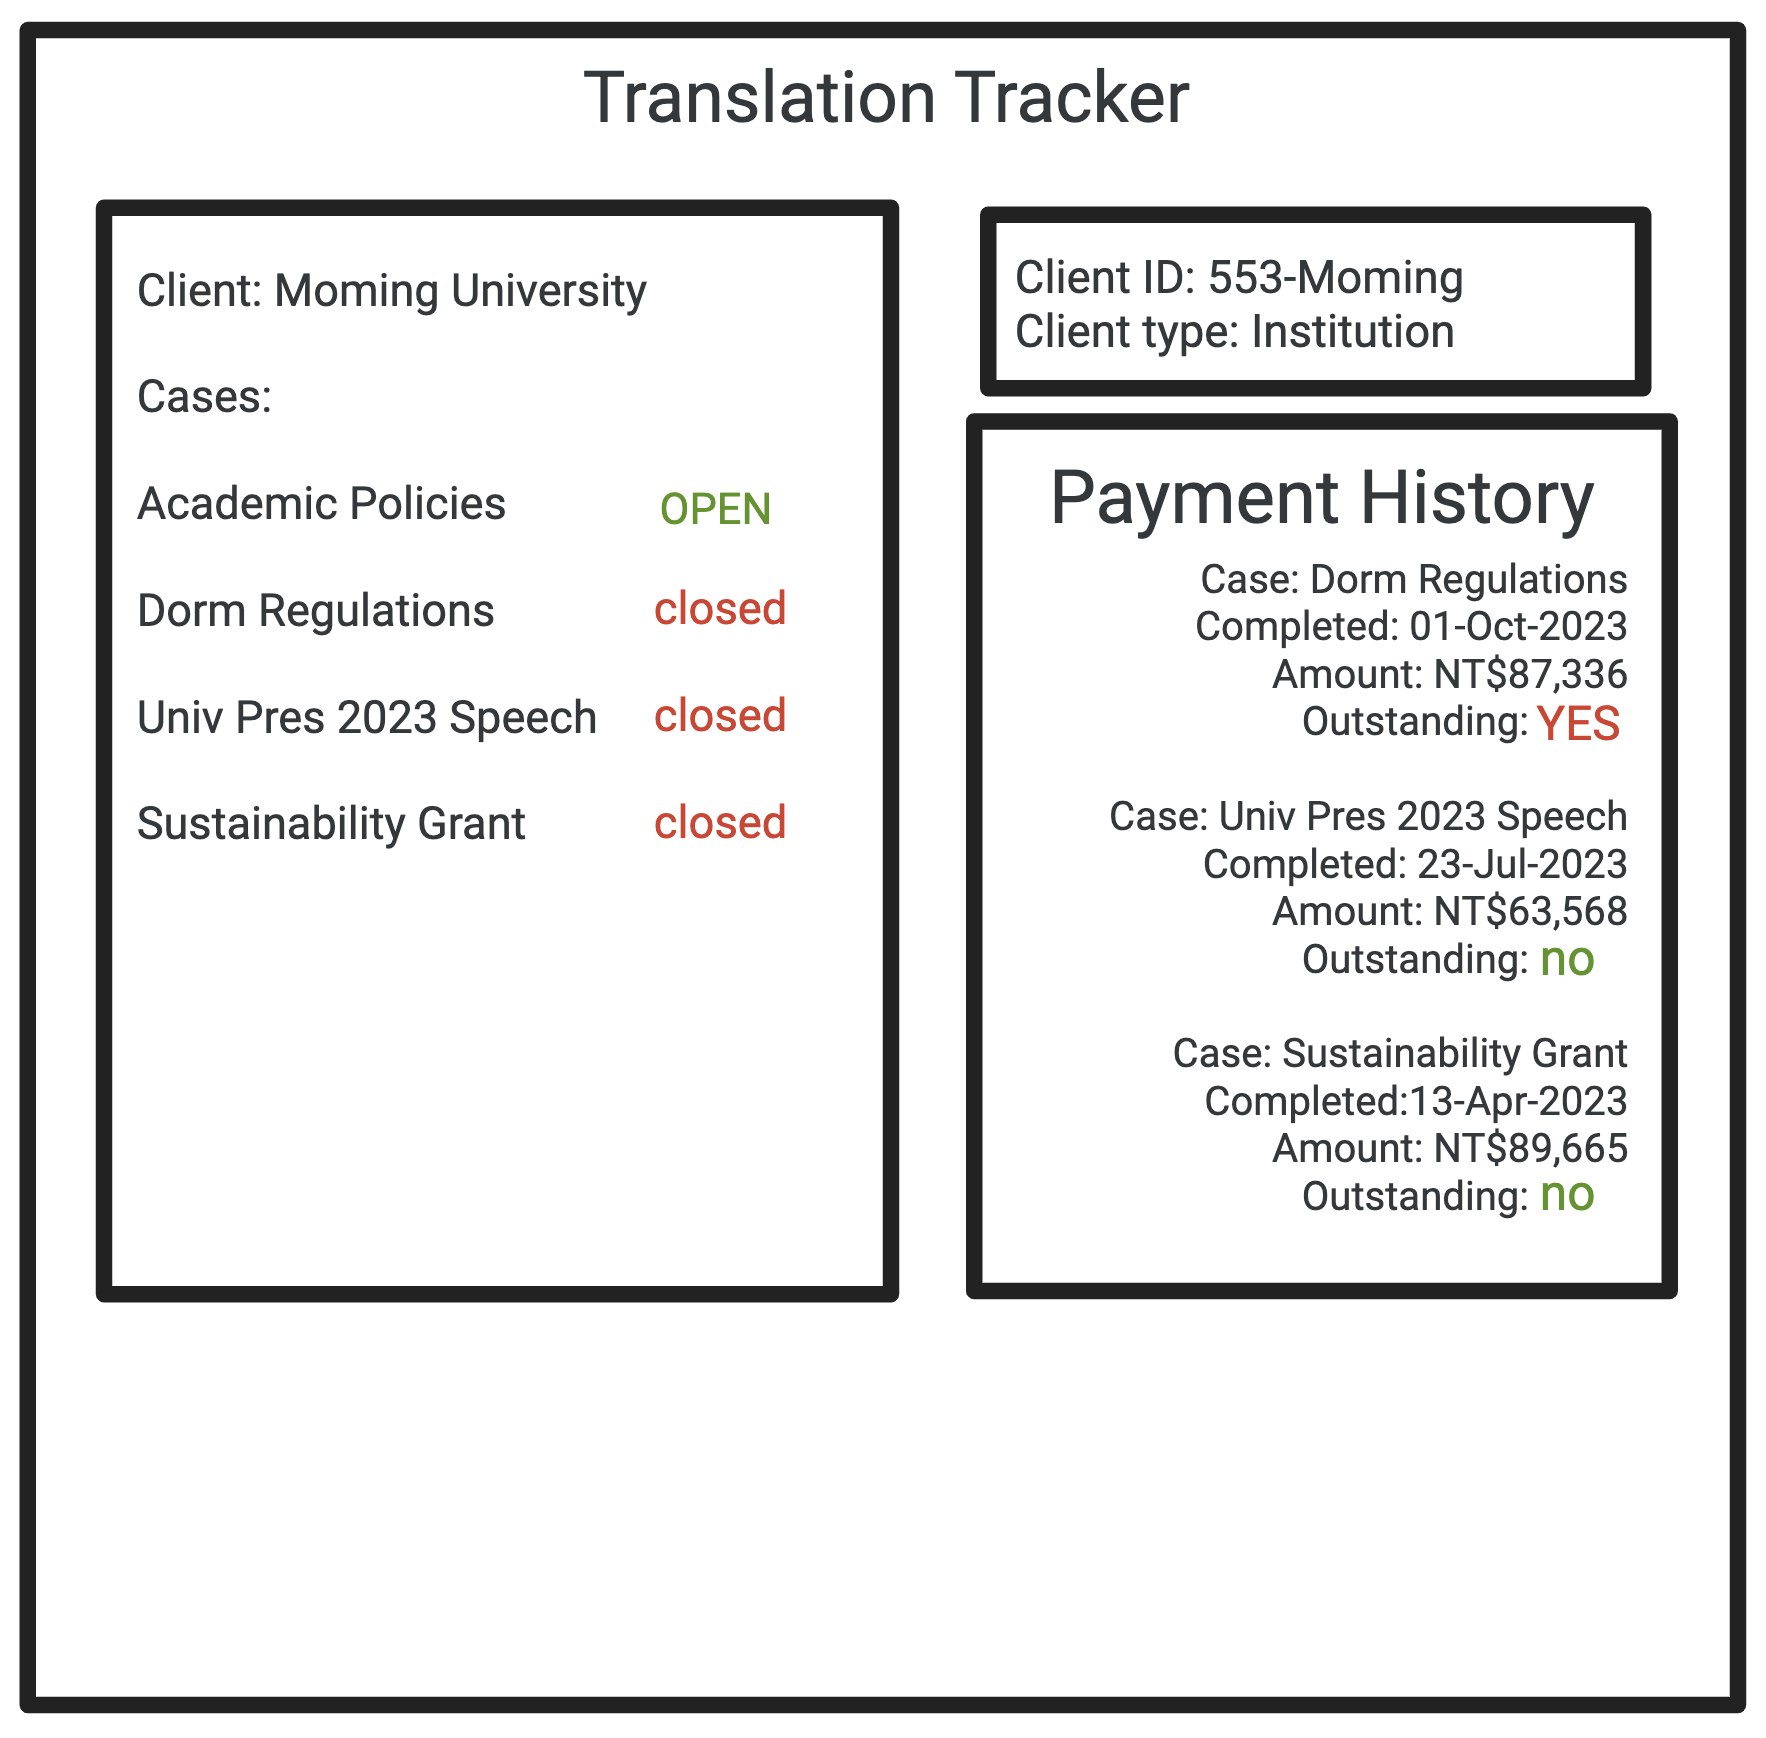 Translation Tracker
Client: Moming University
Cases:
Academic Policies OPEN
Dorm Regulations closed
Univ Pres 2023 Speech closed
Sustainability Grant closed
Client ID: 553-Moming
Client type: Institution
Payment History
Case: Dorm Regulations
Completed: 01-Oct-2023
Amount: NT$87,336
Outstanding: YES
Case: Univ Pres 2023 Speech
Completed: 23-Jul-2023
Amount: NT$63,568
Outstanding: no
Case: Sustainability Grant
Completed:13-Apr-2023
Amount: NT$89,665
Outstanding: no